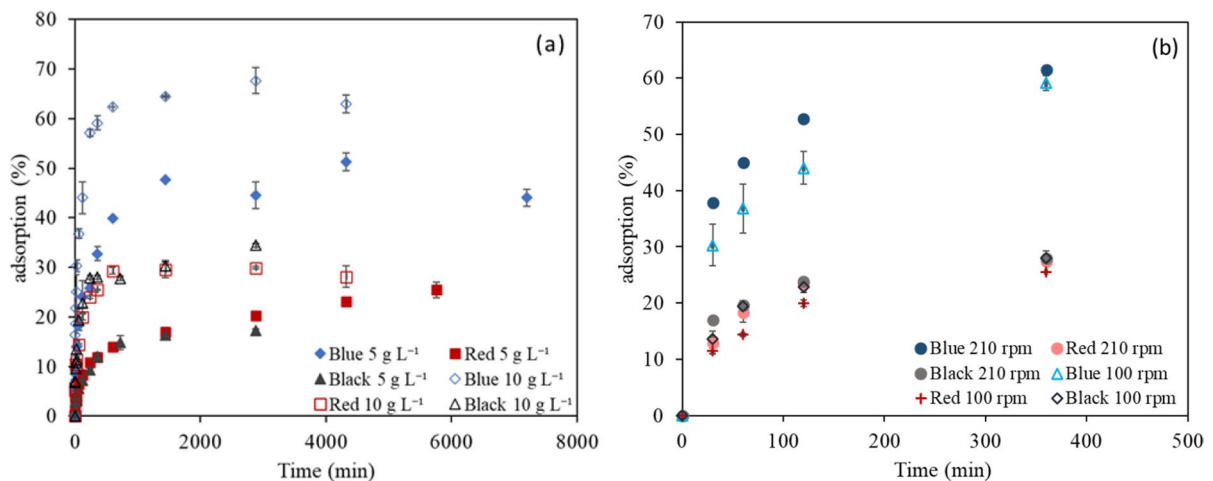 (a)
adsorption (%)
80
70
60
50
40
30
20
10
0
Blue 5 g L⁻¹ Red 5 g L⁻¹
Black 5 g L⁻¹ Blue 10 g L⁻¹
Red 10 g L⁻¹ Black 10 g L⁻¹
0 2000 4000 6000 8000
Time (min)
(b)
adsorption (%)
70
60
50
40
30
20
10
0
Blue 210 rpm Red 210 rpm
Black 210 rpm Blue 100 rpm
Red 100 rpm Black 100 rpm
0 100 200 300 400 500
Time (min)